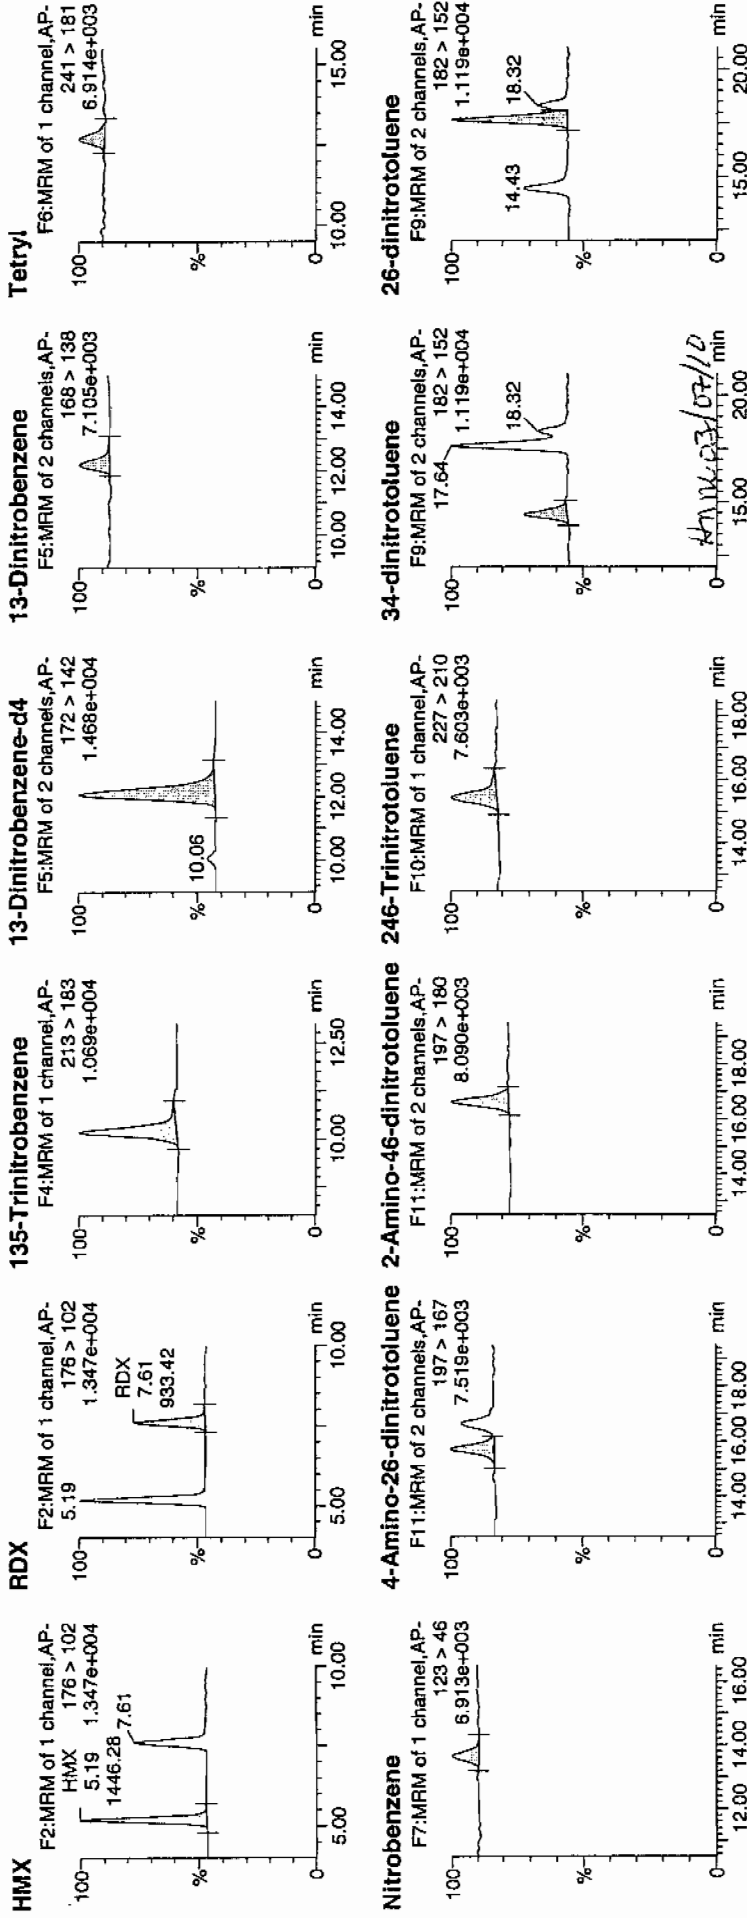 HMX
F2:MRM of 1 channel,AP-
176 > 102
1.347e+004
HMX
5.19
1446.28
7.61
100
%
0
5.00
10.00
min
RDX
F2:MRM of 1 channel,AP-
176 > 102
1.347e+004
5.19
RDX
7.61
933.42
100
%
0
5.00
10.00
min
135-Trinitrobenzene
F4:MRM of 1 channel,AP-
213 > 183
1.069e+004
100
%
0
10.00
12.50
min
13-Dinitrobenzene-d4
F5:MRM of 2 channels,AP-
172 > 142
1.468e+004
10.06
100
%
0
10.00
12.00
14.00
min
13-Dinitrobenzene
F5:MRM of 2 channels,AP-
168 > 138
7.105e+003
100
%
0
10.00
12.00
14.00
min
Tetryl
F6:MRM of 1 channel,AP-
241 > 181
6.914e+003
100
%
0
10.00
15.00
min
Nitrobenzene
F7:MRM of 1 channel,AP-
123 > 46
6.913e+003
100
%
0
12.00
14.00
16.00
min
4-Amino-26-dinitrotoluene
F11:MRM of 2 channels,AP-
197 > 167
7.519e+003
100
%
0
14.00
16.00
18.00
min
2-Amino-46-dinitrotoluene
F11:MRM of 2 channels,AP-
197 > 180
8.090e+003
100
%
0
14.00
16.00
18.00
min
246-Trinitrotoluene
F10:MRM of 1 channel,AP-
227 > 210
7.603e+003
100
%
0
14.00
16.00
18.00
min
34-dinitrotoluene
F9:MRM of 2 channels,AP-
182 > 152
1.119e+004
17.64
18.32
100
%
0
15.00
20.00
min
03/07/10
26-dinitrotoluene
F9:MRM of 2 channels,AP-
182 > 152
1.119e+004
14.43
18.32
100
%
0
15.00
20.00
min